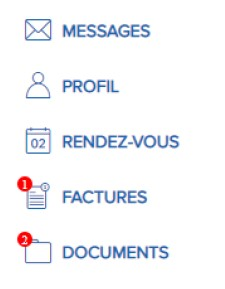 MESSAGES
PROFIL
02 RENDEZ-VOUS
1 FACTURES
2 DOCUMENTS